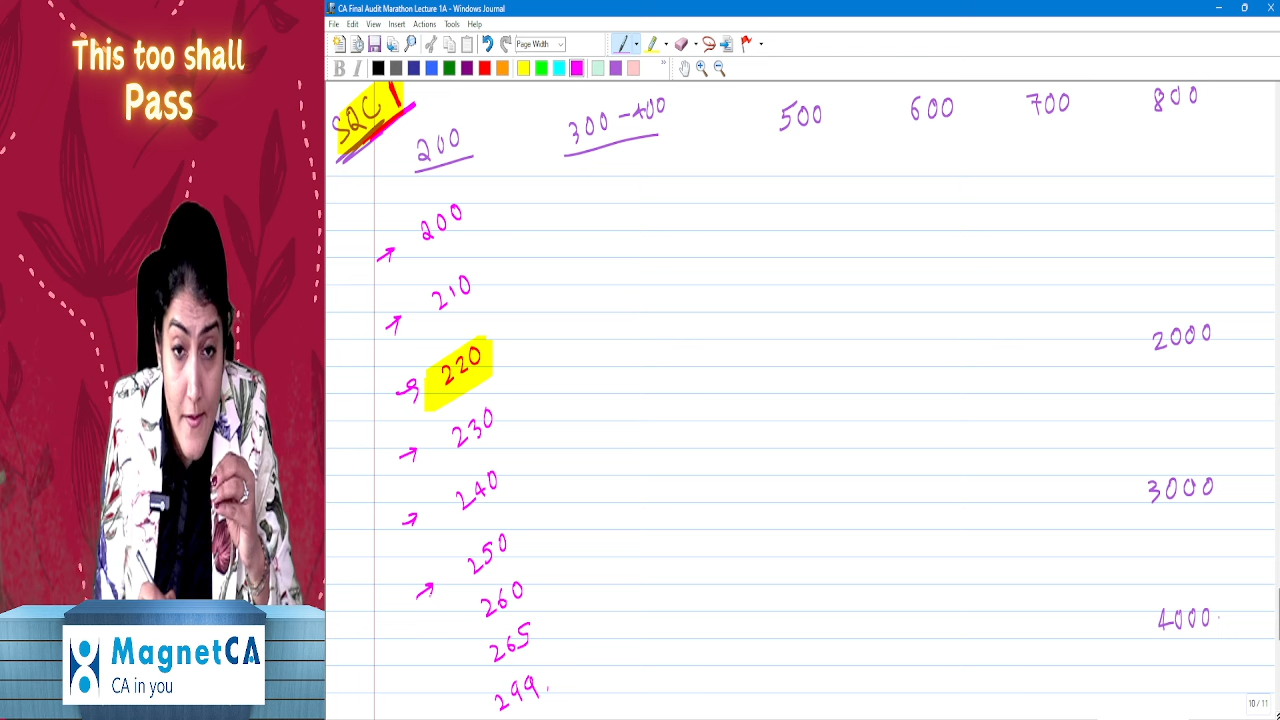 This too shall
Pass
MagnetCA
CA in you
CA Final Audit Marathon Lecture 1A - Windows Journal
File Edit View Insert Actions Tools Help
Page Width
B I
SQC 1
200 300-400 500 600 700 800
200
210
220
230
240
250
260
265
299
2000
3000
4000
10 / 11